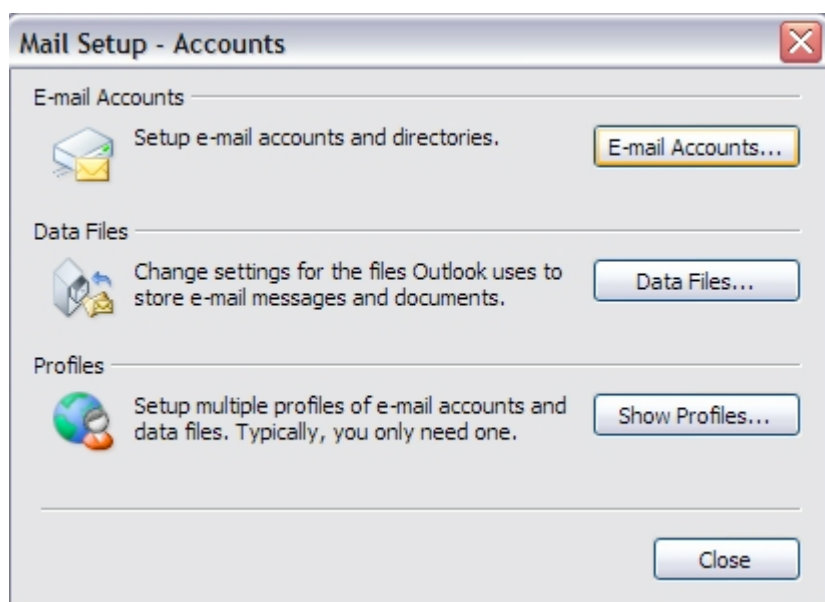 Mail Setup - Accounts
E-mail Accounts
Setup e-mail accounts and directories.
E-mail Accounts...
Data Files
Change settings for the files Outlook uses to
store e-mail messages and documents.
Data Files...
Profiles
Setup multiple profiles of e-mail accounts and
data files. Typically, you only need one.
Show Profiles...
Close